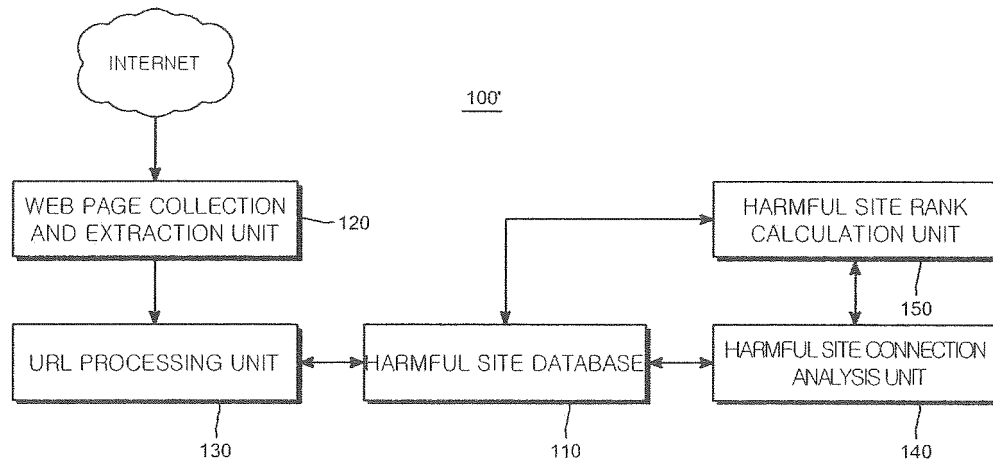 INTERNET
100'
WEB PAGE COLLECTION
AND EXTRACTION UNIT
120
HARMFUL SITE RANK
CALCULATION UNIT
150
URL PROCESSING UNIT
130
HARMFUL SITE DATABASE
110
HARMFUL SITE CONNECTION
ANALYSIS UNIT
140